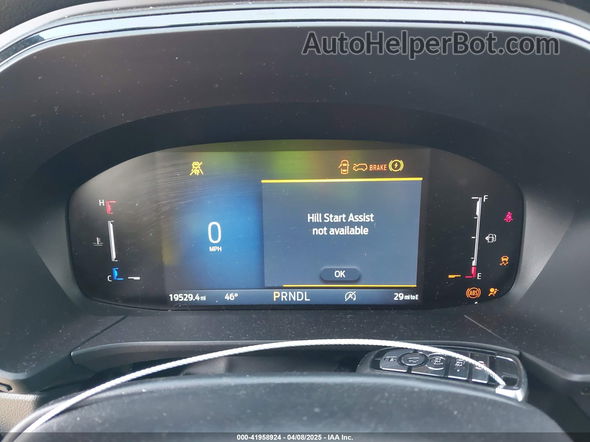 AutoHelperBot.com
BRAKE
H
F
Hill Start Assist
not available
0
MPH
OK
C
E
19529.4 mi
46°
PRNDL
29 mi to E
ABS
000-41958924 - 04/08/2025 - IAA Inc.